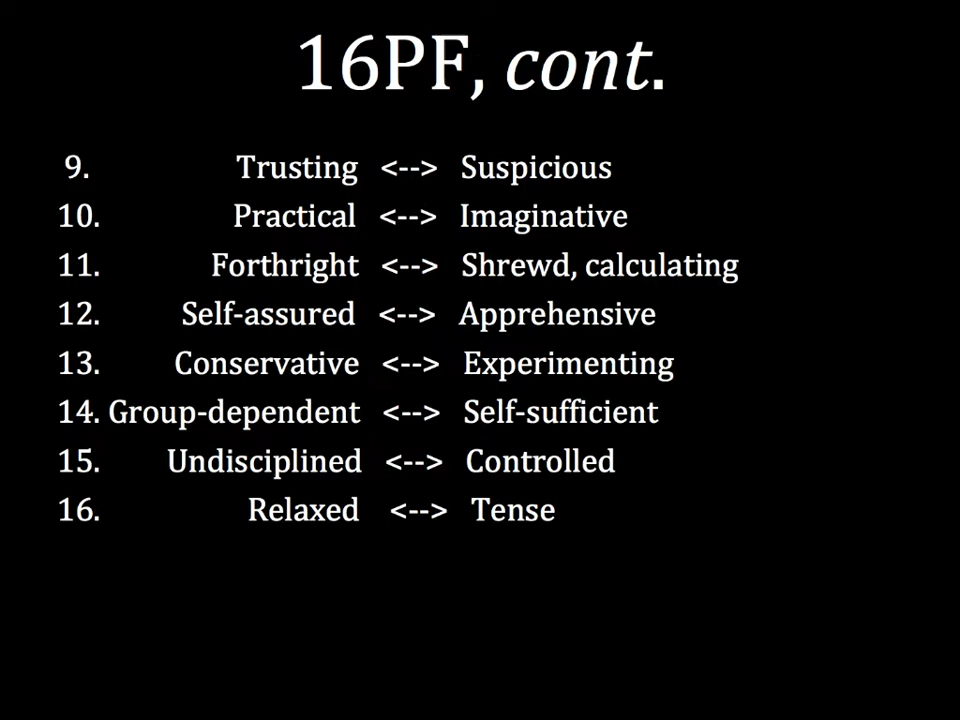 16PF, cont.
9. Trusting <--> Suspicious
10. Practical <--> Imaginative
11. Forthright <--> Shrewd, calculating
12. Self-assured <--> Apprehensive
13. Conservative <--> Experimenting
14. Group-dependent <--> Self-sufficient
15. Undisciplined <--> Controlled
16. Relaxed <--> Tense